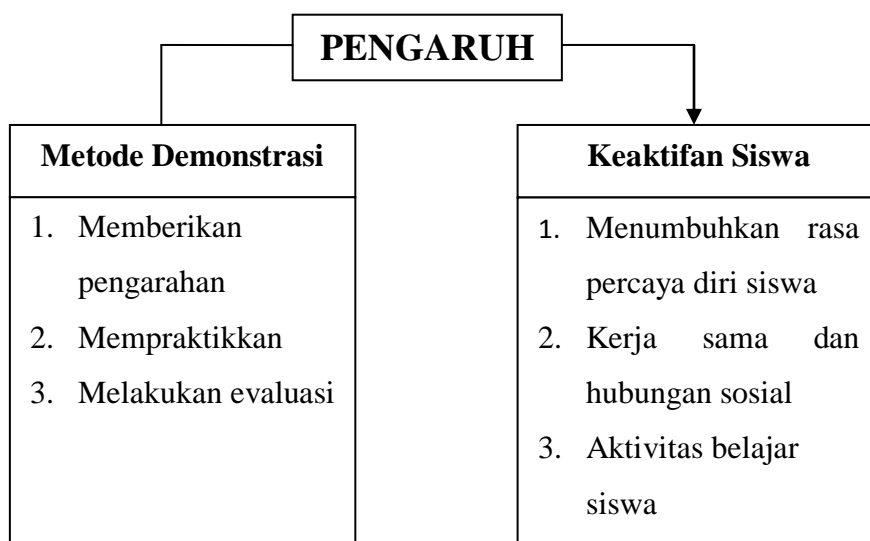 PENGARUH
Metode Demonstrasi
1. Memberikan
pengarahan
2. Mempraktikkan
3. Melakukan evaluasi
Keaktifan Siswa
1. Menumbuhkan rasa
percaya diri siswa
2. Kerja sama dan
hubungan sosial
3. Aktivitas belajar
siswa